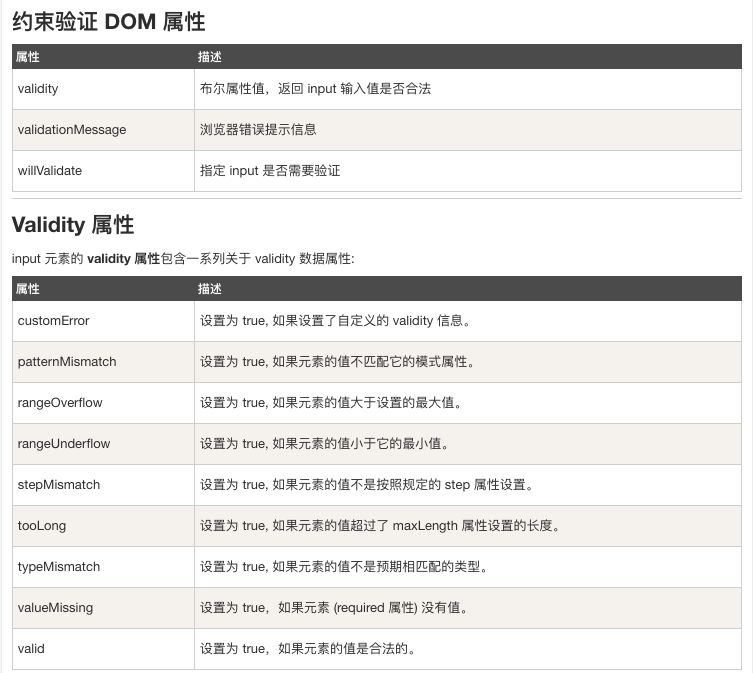 约束验证 DOM 属性
属性 描述
validity 布尔属性值，返回 input 输入值是否合法
validationMessage 浏览器错误提示信息
willValidate 指定 input 是否需要验证
Validity 属性
input 元素的 validity 属性包含一系列关于 validity 数据属性:
属性 描述
customError 设置为 true, 如果设置了自定义的 validity 信息。
patternMismatch 设置为 true, 如果元素的值不匹配它的模式属性。
rangeOverflow 设置为 true, 如果元素的值大于设置的最大值。
rangeUnderflow 设置为 true, 如果元素的值小于它的最小值。
stepMismatch 设置为 true, 如果元素的值不是按照规定的 step 属性设置。
tooLong 设置为 true, 如果元素的值超过了 maxLength 属性设置的长度。
typeMismatch 设置为 true, 如果元素的值不是预期相匹配的类型。
valueMissing 设置为 true，如果元素 (required 属性) 没有值。
valid 设置为 true，如果元素的值是合法的。